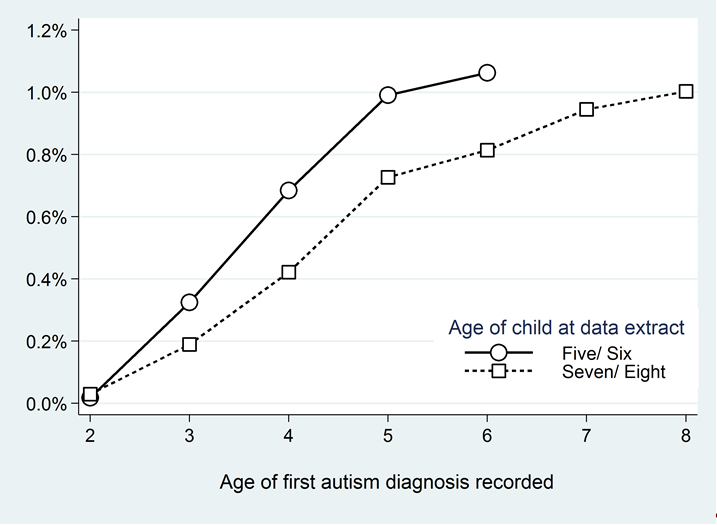 1.2%
1.0%
0.8%
0.6%
0.4%
0.2%
0.0%
Age of child at data extract
Five/ Six
Seven/ Eight
2 3 4 5 6 7 8
Age of first autism diagnosis recorded